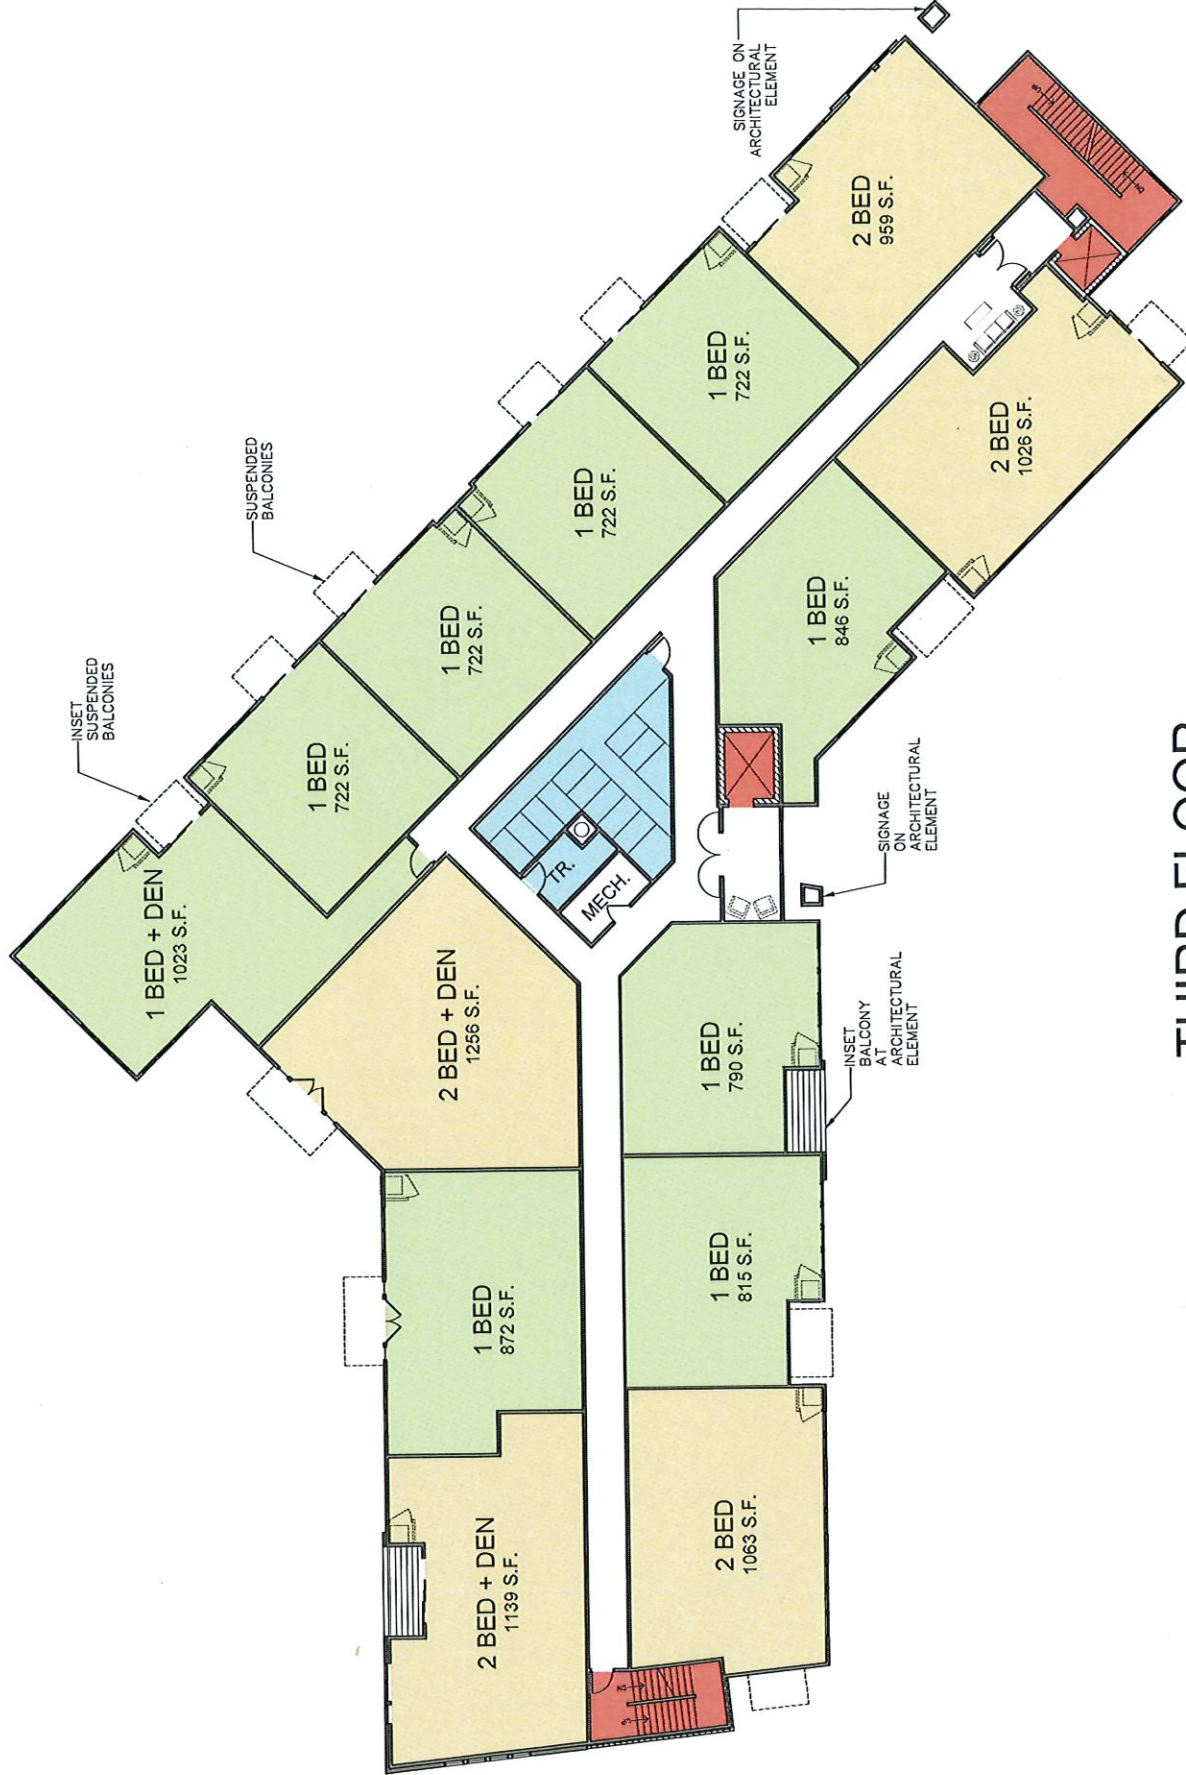 INSET
SUSPENDED
BALCONIES
1 BED + DEN
1023 S.F.
SUSPENDED
BALCONIES
1 BED
722 S.F.
2 BED + DEN
1256 S.F.
1 BED
722 S.F.
2 BED + DEN
1139 S.F.
1 BED
872 S.F.
TR.
MECH.
1 BED
722 S.F.
1 BED
722 S.F.
SIGNAGE ON
ARCHITECTURAL
ELEMENT
2 BED
1063 S.F.
1 BED
815 S.F.
1 BED
790 S.F.
1 BED
846 S.F.
2 BED
959 S.F.
INSET
BALCONY
AT
ARCHITECTURAL
ELEMENT
SIGNAGE
ON
ARCHITECTURAL
ELEMENT
2 BED
1026 S.F.
THIRD FLOOR